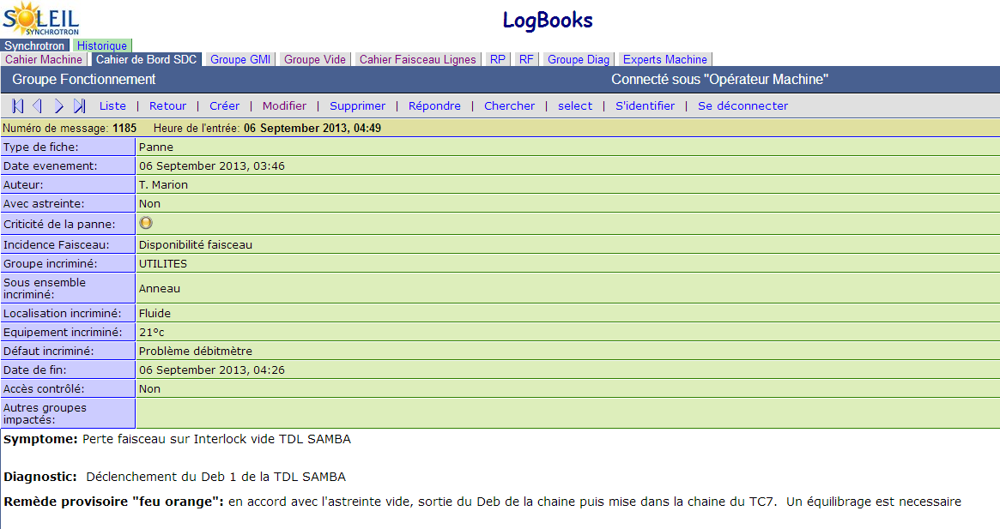 SOLEIL
SYNCHROTRON
LogBooks
Synchrotron Historique
Cahier Machine Cahier de Bord SDC Groupe GMI Groupe Vide Cahier Faisceau Lignes RP RF Groupe Diag Experts Machine
Groupe Fonctionnement Connecté sous "Opérateur Machine"
Liste | Retour | Créer | Modifier | Supprimer | Répondre | Chercher | select | S'identifier | Se déconnecter
Numéro de message: 1185 Heure de l'entrée: 06 September 2013, 04:49
Type de fiche: Panne
Date evenement: 06 September 2013, 03:46
Auteur: T. Marion
Avec astreinte: Non
Criticité de la panne:
Incidence Faisceau: Disponibilité faisceau
Groupe incriminé: UTILITES
Sous ensemble
incriminé: Anneau
Localisation incriminé: Fluide
Equipement incriminé: 21°c
Défaut incriminé: Problème débitmètre
Date de fin: 06 September 2013, 04:26
Accès contrôlé: Non
Autres groupes
impactés:
Symptome: Perte faisceau sur Interlock vide TDL SAMBA
Diagnostic: Déclenchement du Deb 1 de la TDL SAMBA
Remède provisoire "feu orange": en accord avec l'astreinte vide, sortie du Deb de la chaine puis mise dans la chaine du TC7. Un équilibrage est necessaire